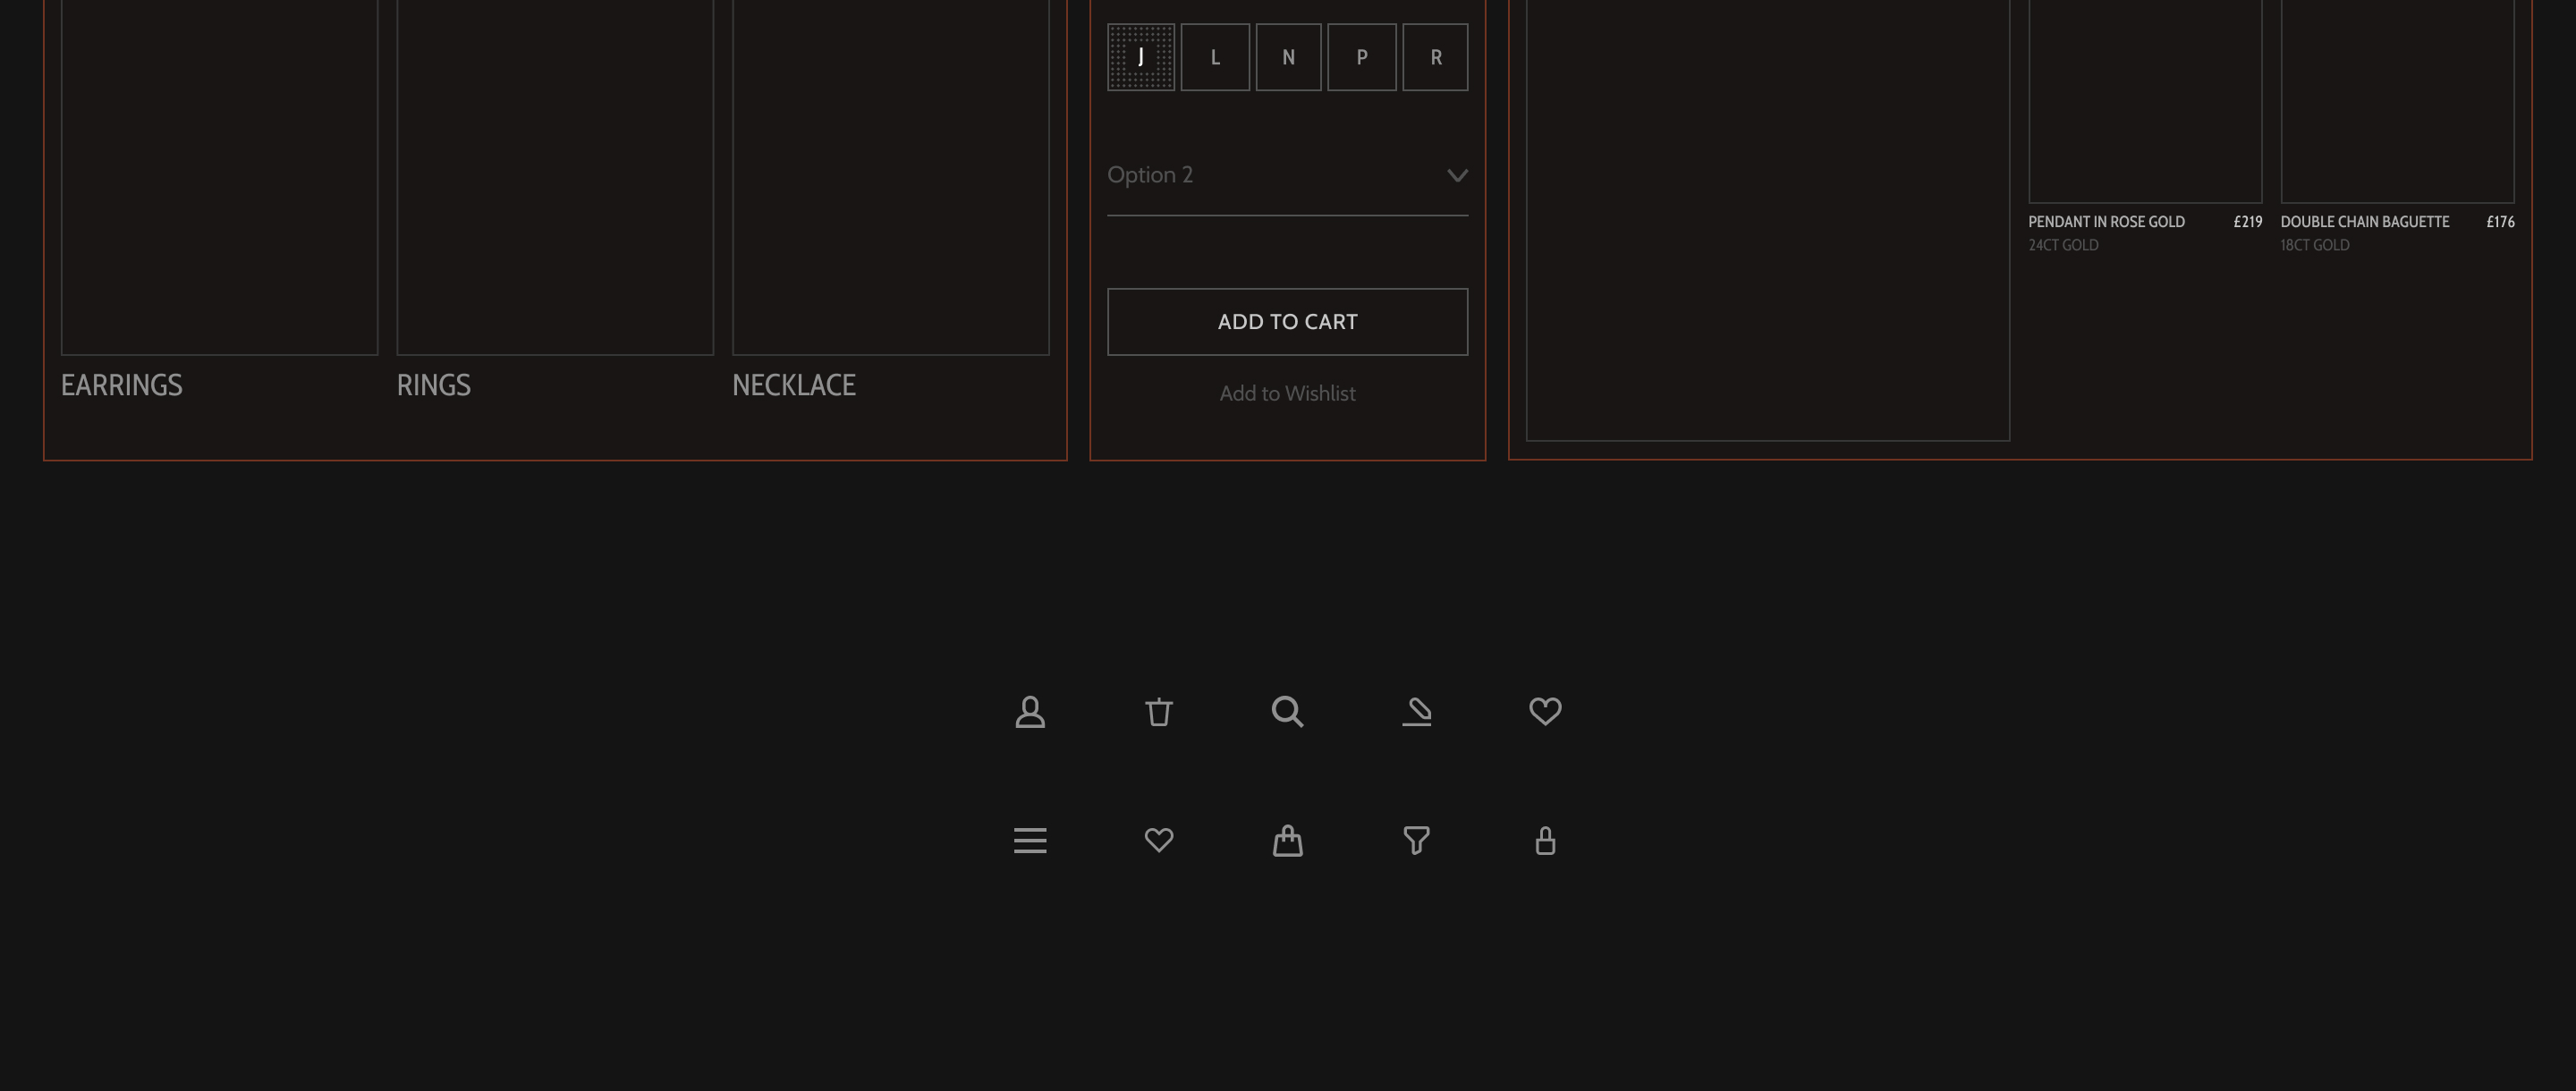 J L N P R
Option 2
ADD TO CART
Add to Wishlist
EARRINGS RINGS NECKLACE
PENDANT IN ROSE GOLD £219
24CT GOLD
DOUBLE CHAIN BAGUETTE £176
18CT GOLD